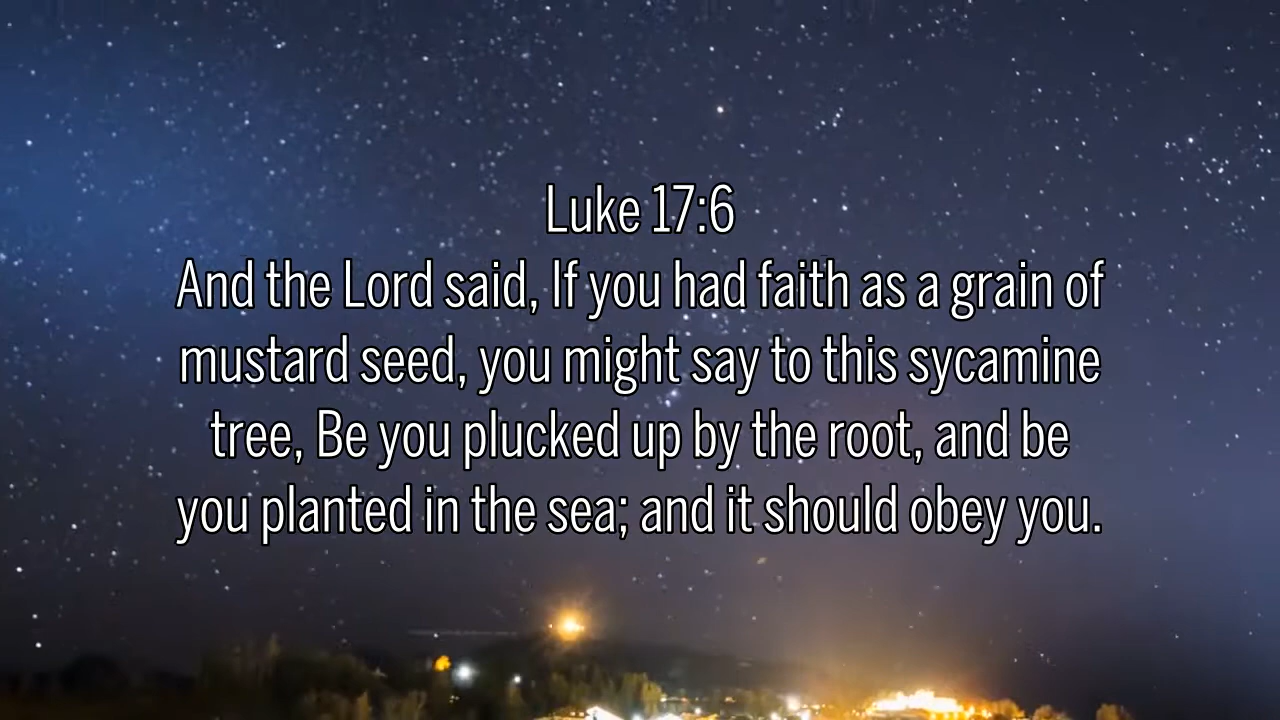 Luke 17:6
And the Lord said, If you had faith as a grain of
mustard seed, you might say to this sycamine
tree, Be you plucked up by the root, and be
you planted in the sea; and it should obey you.